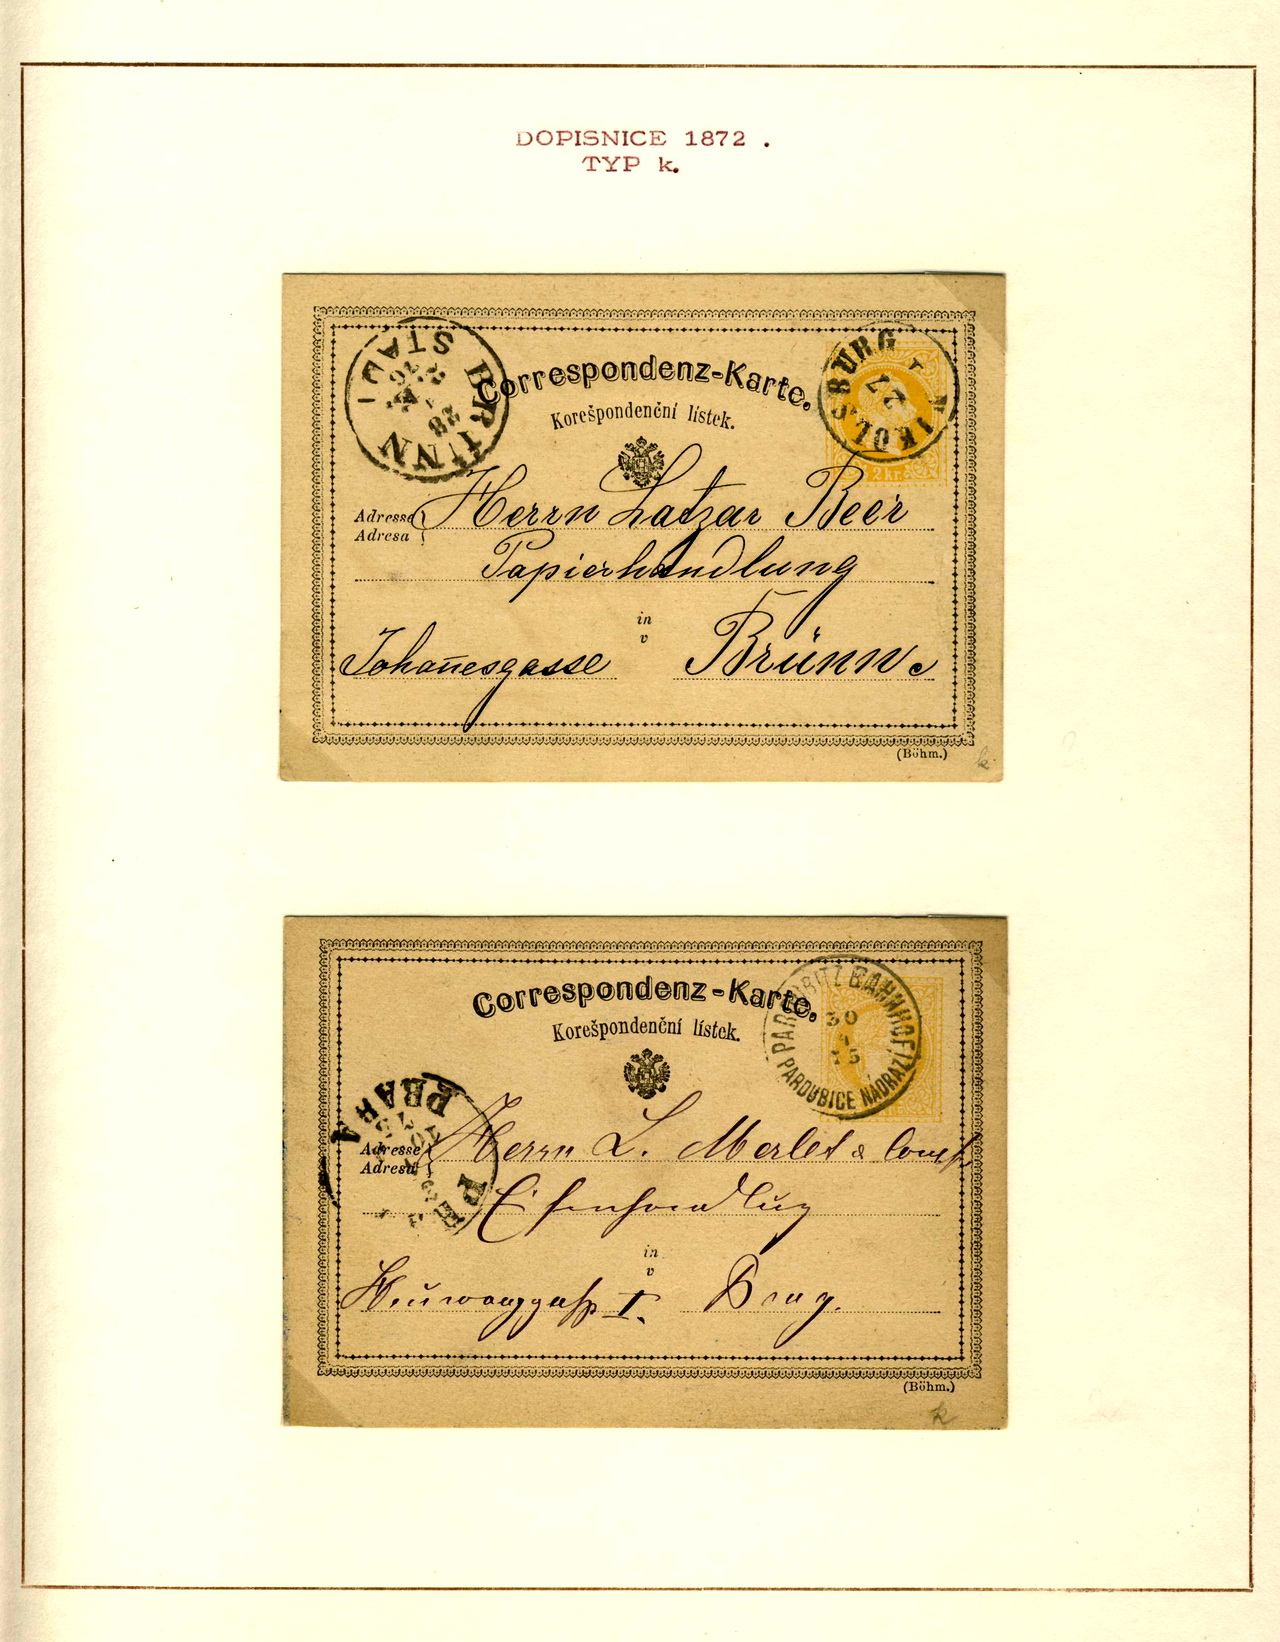 DOPISNICE 1872 .
TYP k.
BRÜNN STADT
28
NIKOLSBURG
27
Correspondenz-Karte.
Korešpondenční lístek.
2 kr.
Adresse
Adresa
Herrn Latzar Beer
Papierhandlung
in
v
Johanesgasse Brünn.
(Böhm.)
k
Correspondenz-Karte.
Korešpondenční lístek.
PARDUBITZ BAHNHOF
30
PARDUBICE NÁDRAŽÍ
PRAHA
Adresse
Adresa
Herrn L. Merlet & Comp
Eisenhandlug
in
v
I. Prag.
(Böhm.)
k